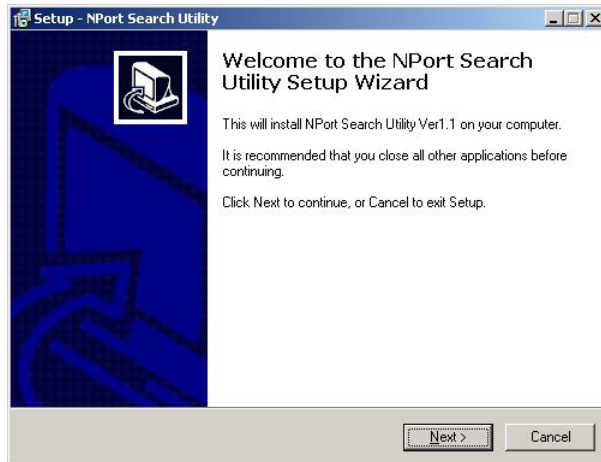 Setup - NPort Search Utility
Welcome to the NPort Search
Utility Setup Wizard
This will install NPort Search Utility Ver1.1 on your computer.
It is recommended that you close all other applications before
continuing.
Click Next to continue, or Cancel to exit Setup.
Next > Cancel